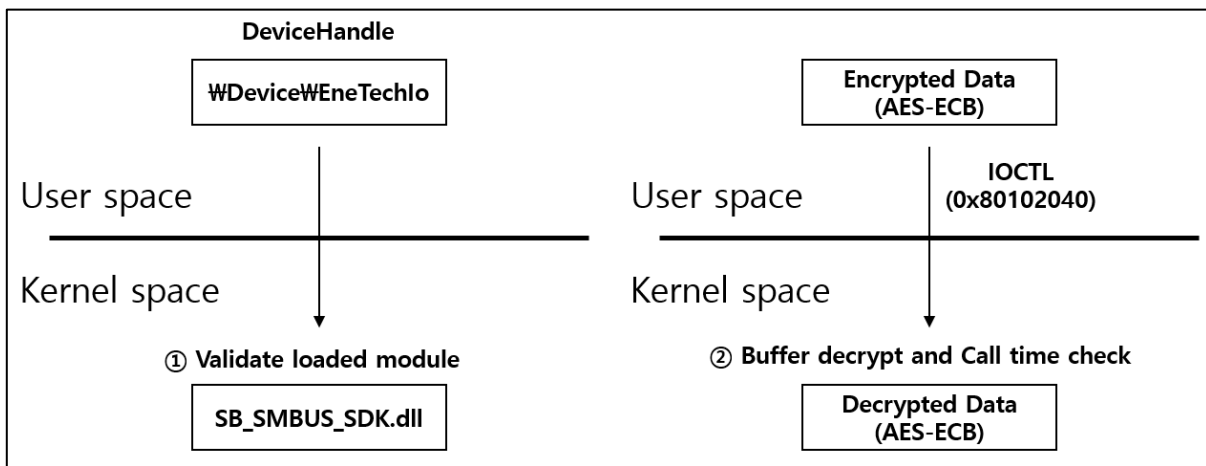 DeviceHandle
₩Device₩EneTechIo
User space
Kernel space
① Validate loaded module
SB_SMBUS_SDK.dll
Encrypted Data
(AES-ECB)
IOCTL
(0x80102040)
User space
Kernel space
② Buffer decrypt and Call time check
Decrypted Data
(AES-ECB)